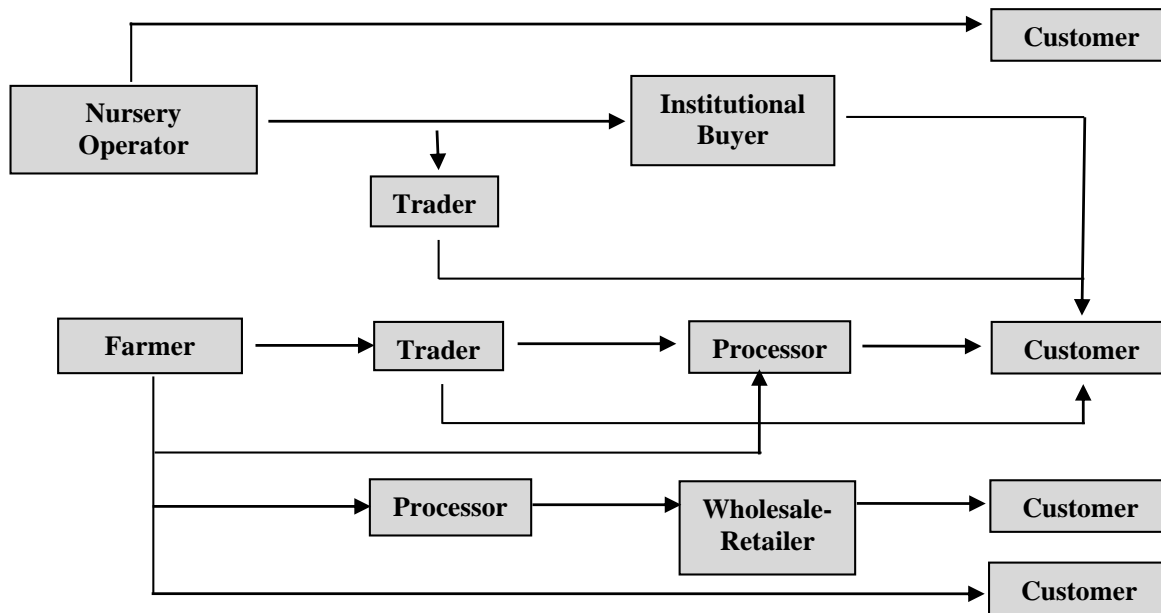 Customer
Nursery
Operator
Institutional
Buyer
Trader
Farmer
Trader
Processor
Customer
Processor
Wholesale-
Retailer
Customer
Customer